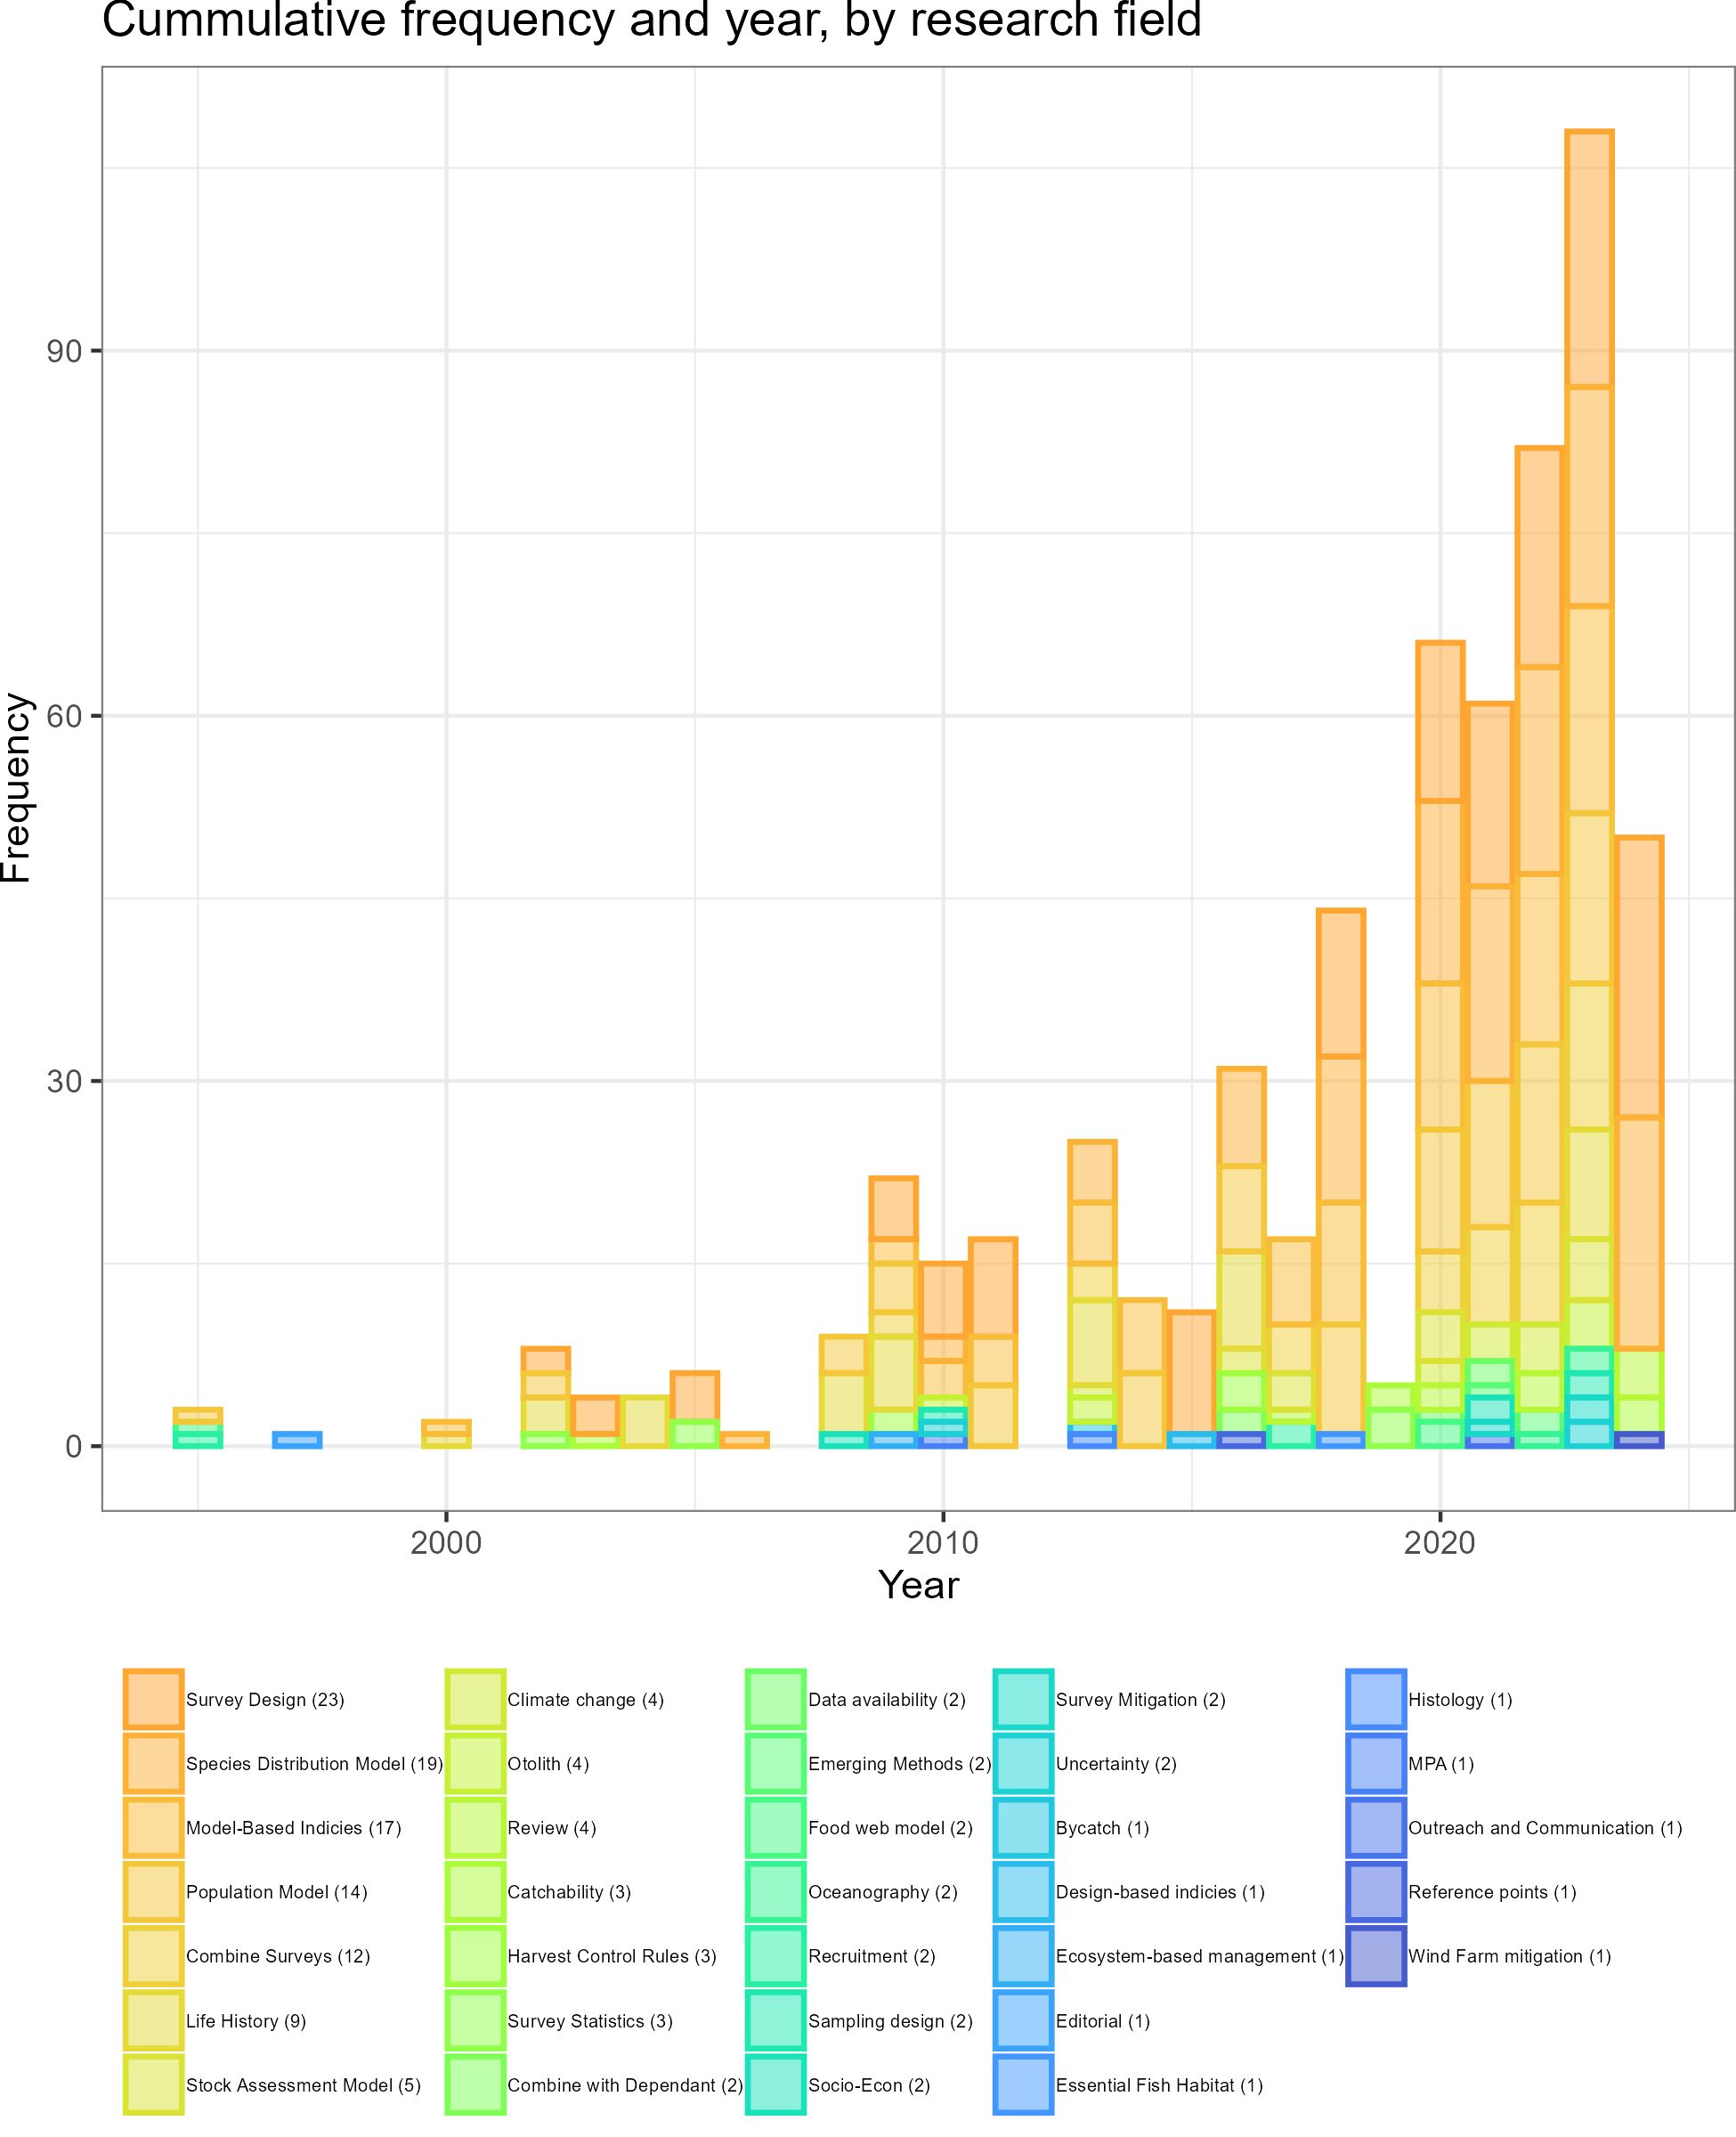 Cummulative frequency and year, by research field
Frequency
90
60
30
0
2000
2010
2020
Year
Survey Design (23)
Species Distribution Model (19)
Model-Based Indicies (17)
Population Model (14)
Combine Surveys (12)
Life History (9)
Stock Assessment Model (5)
Climate change (4)
Otolith (4)
Review (4)
Catchability (3)
Harvest Control Rules (3)
Survey Statistics (3)
Combine with Dependant (2)
Data availability (2)
Emerging Methods (2)
Food web model (2)
Oceanography (2)
Recruitment (2)
Sampling design (2)
Socio-Econ (2)
Survey Mitigation (2)
Uncertainty (2)
Bycatch (1)
Design-based indicies (1)
Ecosystem-based management (1)
Editorial (1)
Essential Fish Habitat (1)
Histology (1)
MPA (1)
Outreach and Communication (1)
Reference points (1)
Wind Farm mitigation (1)